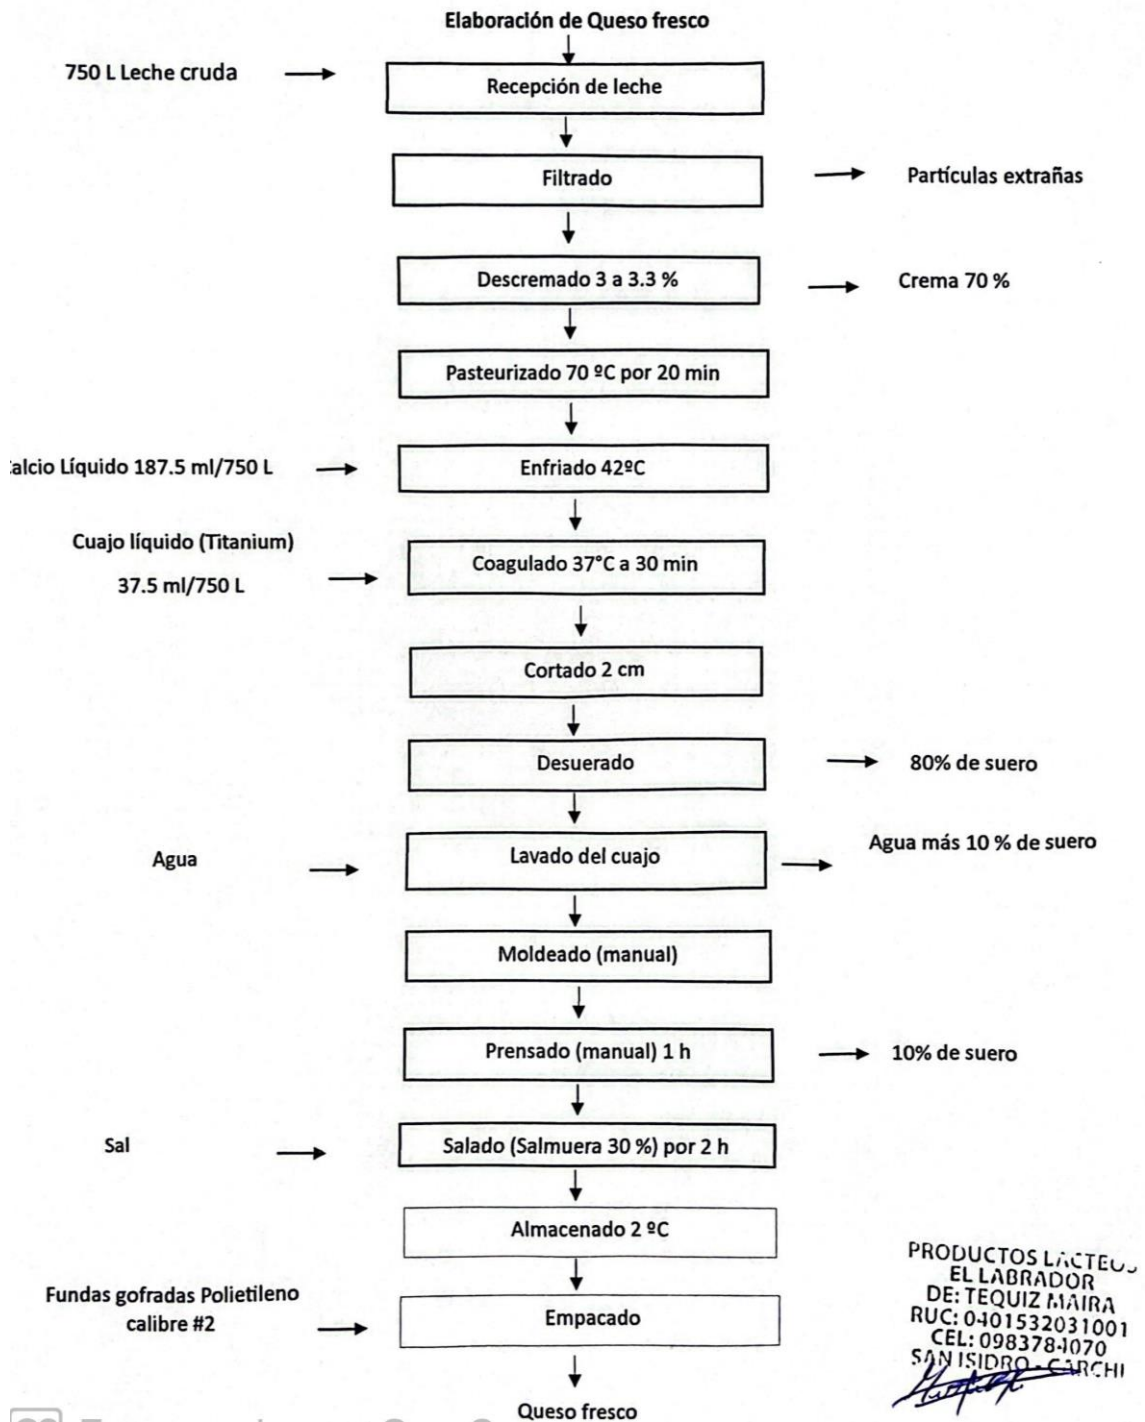 Elaboración de Queso fresco
750 L Leche cruda
Recepción de leche
Filtrado
Partículas extrañas
Descremado 3 a 3.3 %
Crema 70 %
Pasteurizado 70 ºC por 20 min
alcio Líquido 187.5 ml/750 L
Enfriado 42ºC
Cuajo líquido (Titanium)
37.5 ml/750 L
Coagulado 37°C a 30 min
Cortado 2 cm
Desuerado
80% de suero
Agua
Lavado del cuajo
Agua más 10 % de suero
Moldeado (manual)
Prensado (manual) 1 h
10% de suero
Sal
Salado (Salmuera 30 %) por 2 h
Almacenado 2 ºC
Fundas gofradas Polietileno
calibre #2
Empacado
Queso fresco
PRODUCTOS LÁCTEO
EL LABRADOR
DE: TEQUIZ MAIRA
RUC: 0401532031001
CEL: 0983784070
SAN ISIDRO - CARCHI